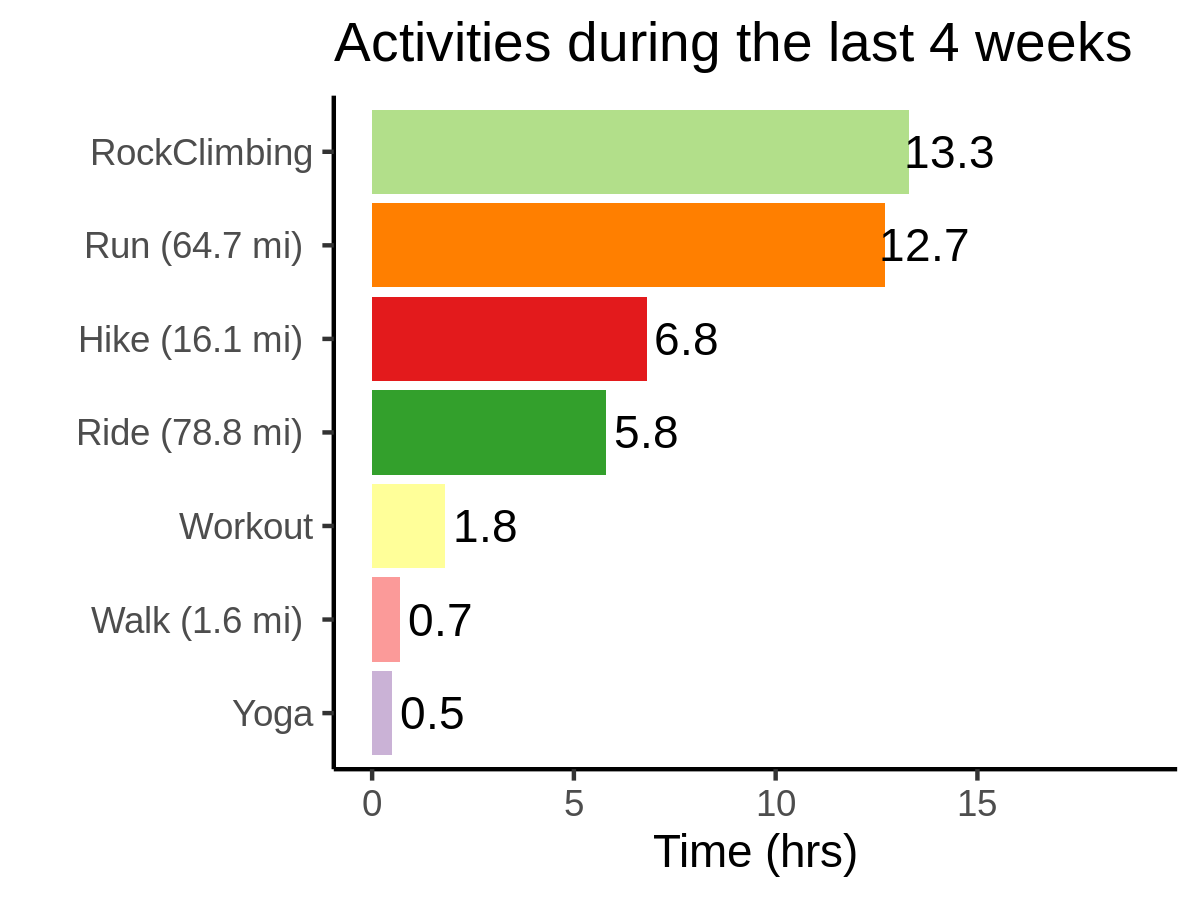 Activities during the last 4 weeks
RockClimbing 13.3
Run (64.7 mi) 12.7
Hike (16.1 mi) 6.8
Ride (78.8 mi) 5.8
Workout 1.8
Walk (1.6 mi) 0.7
Yoga 0.5
0 5 10 15
Time (hrs)